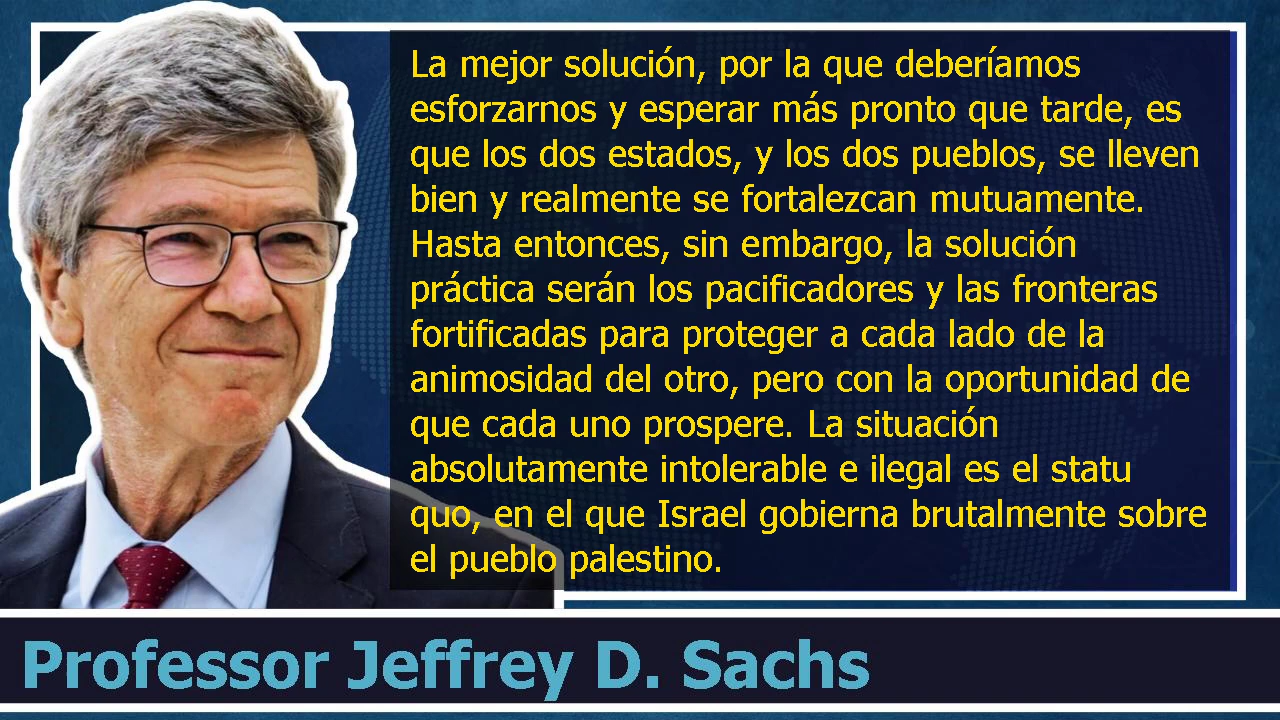 La mejor solución, por la que deberíamos
esforzarnos y esperar más pronto que tarde, es
que los dos estados, y los dos pueblos, se lleven
bien y realmente se fortalezcan mutuamente.
Hasta entonces, sin embargo, la solución
práctica serán los pacificadores y las fronteras
fortificadas para proteger a cada lado de la
animosidad del otro, pero con la oportunidad de
que cada uno prospere. La situación
absolutamente intolerable e ilegal es el statu
quo, en el que Israel gobierna brutalmente sobre
el pueblo palestino.
Professor Jeffrey D. Sachs